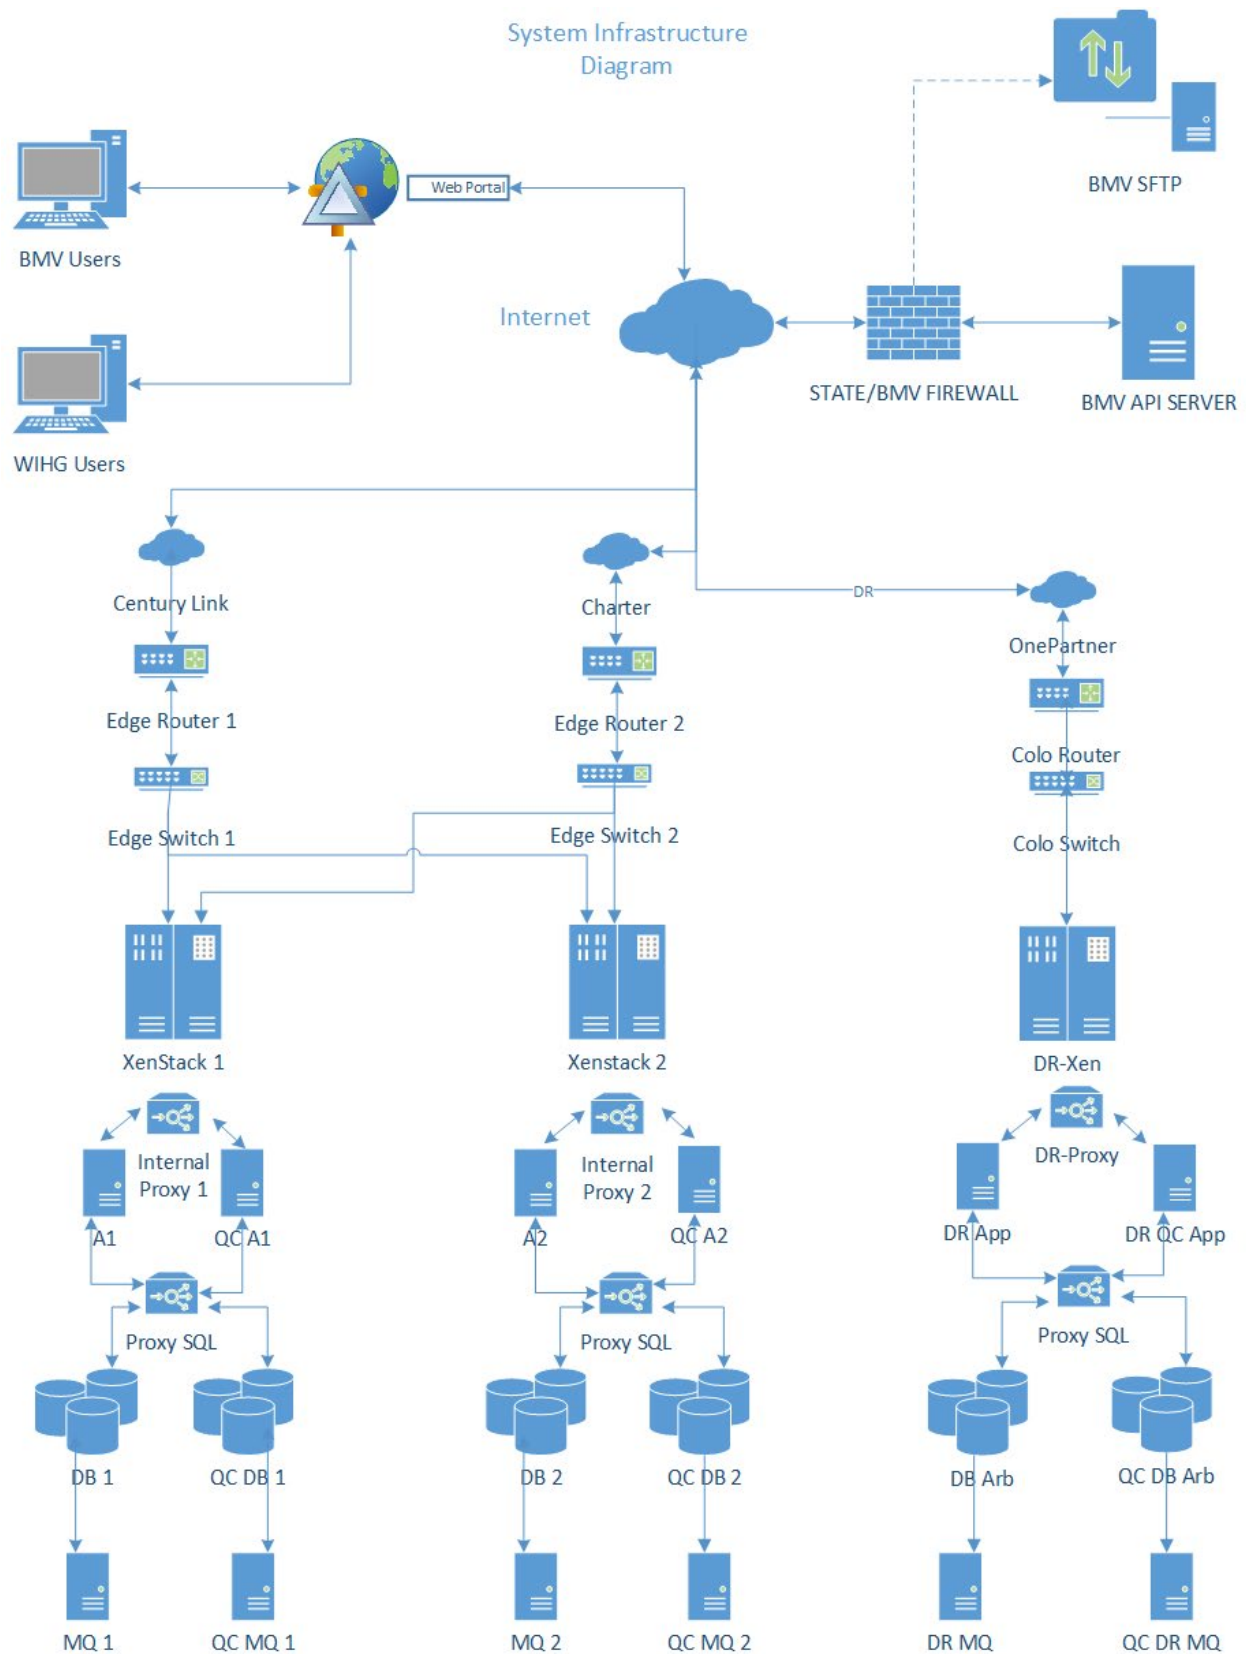 System Infrastructure
Diagram
BMV SFTP
Web Portal
BMV Users
Internet
STATE/BMV FIREWALL
BMV API SERVER
WIHG Users
Century Link
Charter
DR
OnePartner
Edge Router 1
Edge Router 2
Colo Router
Edge Switch 1
Edge Switch 2
Colo Switch
XenStack 1
Xenstack 2
DR-Xen
Internal
Proxy 1
Internal
Proxy 2
DR-Proxy
A1
QC A1
A2
QC A2
DR App
DR QC App
Proxy SQL
Proxy SQL
Proxy SQL
DB 1
QC DB 1
DB 2
QC DB 2
DB Arb
QC DB Arb
MQ 1
QC MQ 1
MQ 2
QC MQ 2
DR MQ
QC DR MQ